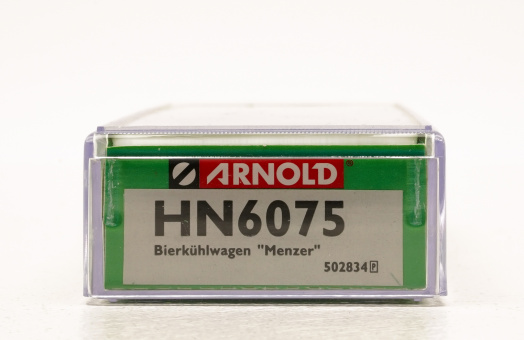 ARNOLD®
HN6075
Bierkühlwagen "Menzer"
502834 P